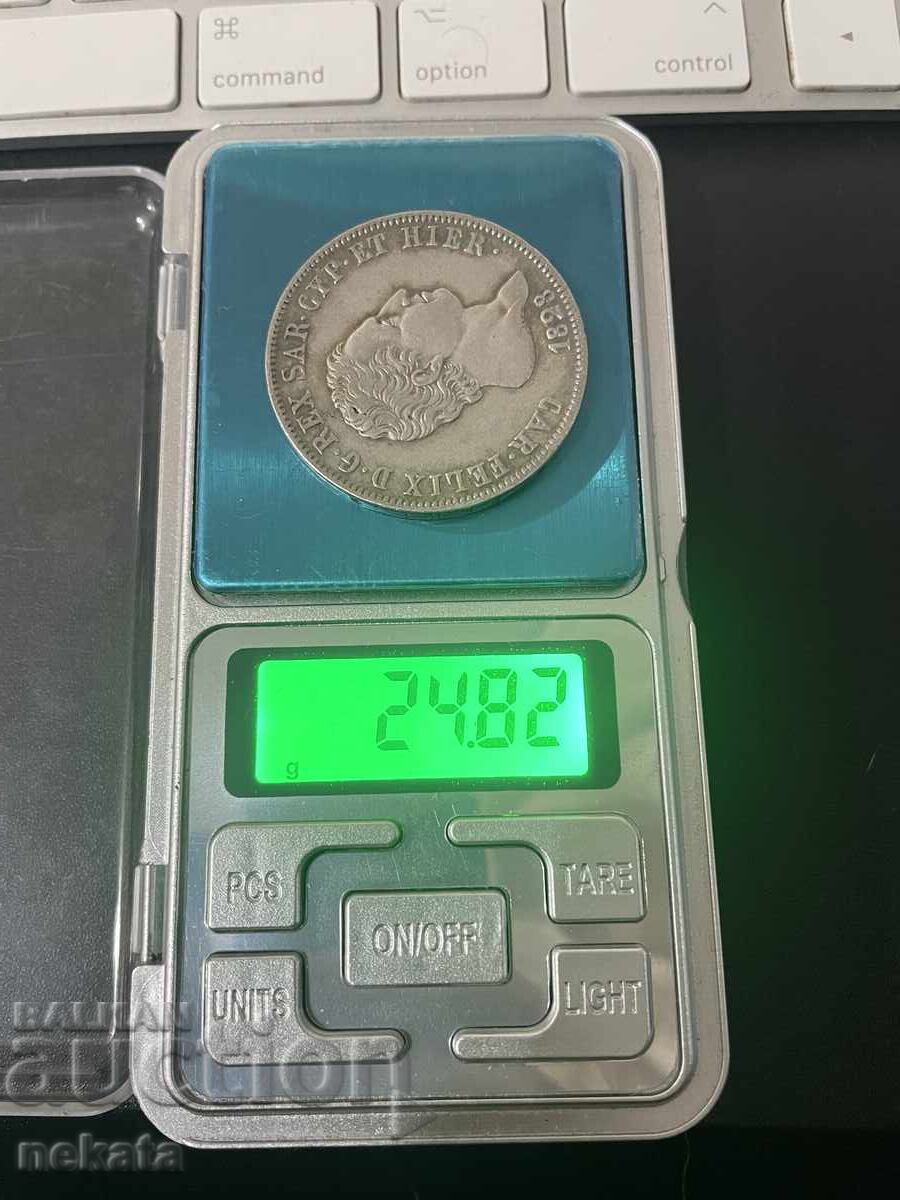 ⌘
command
⌥
option
^
control
◂
CAR · FELIX D · G · REX SAR · CYP · ET HIER · 1828
24.82
g
PCS
TARE
ON/OFF
UNITS
LIGHT
BALKAN
auction
nekata